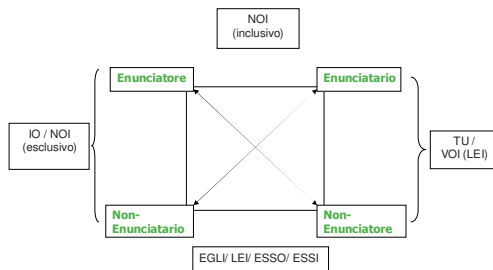 NOI
(inclusivo)
Enunciatore
Enunciatario
IO / NOI
(esclusivo)
TU /
VOI (LEI)
Non-
Enunciatario
Non-
Enunciatore
EGLI/ LEI/ ESSO/ ESSI